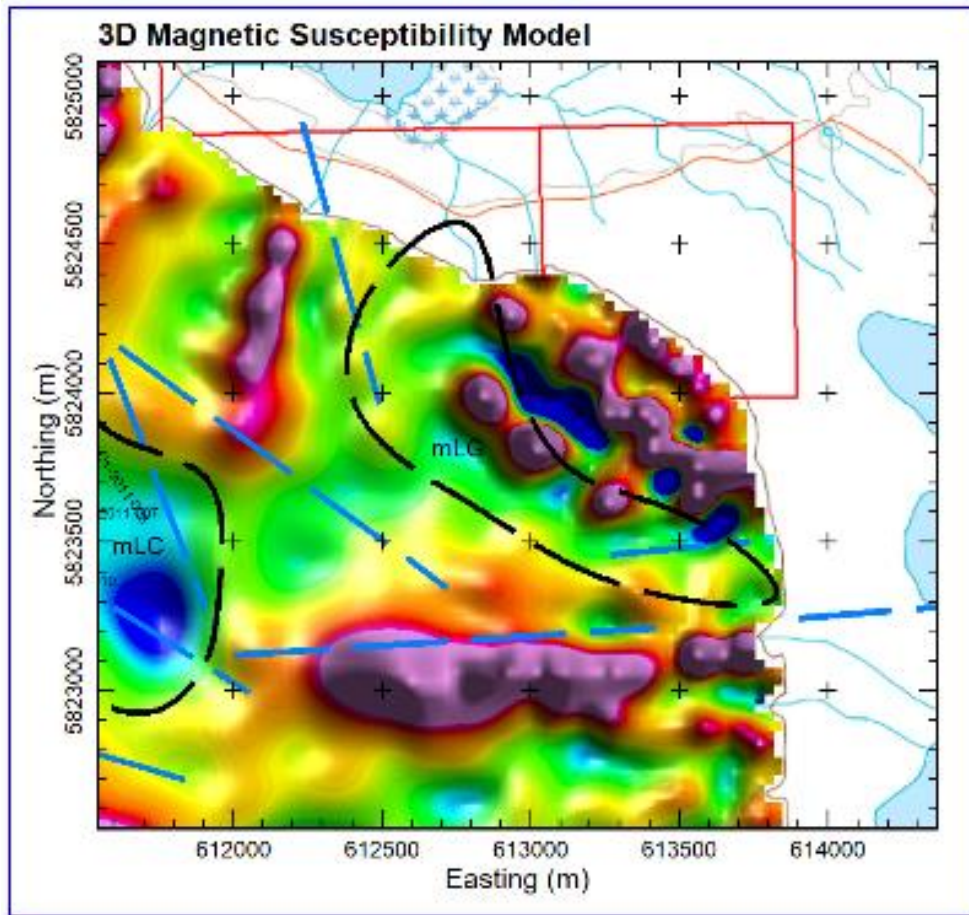 3D Magnetic Susceptibility Model
5825000
5824500
5824000
5823500
5823000
Northing (m)
mLG
mLC
612000 612500 613000 613500 614000
Easting (m)